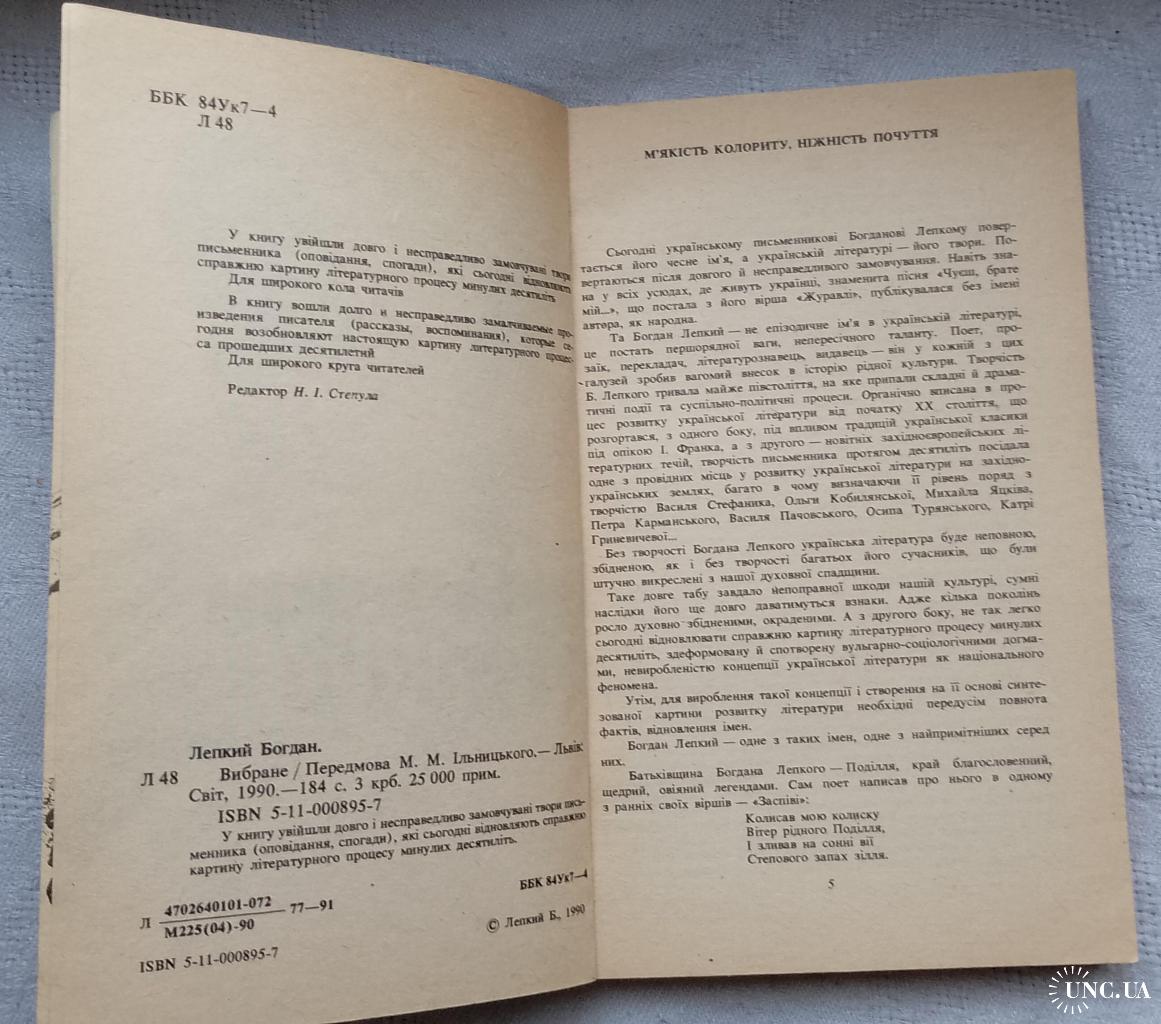 ББК 84Ук7—4
Л 48
У книгу увійшли довго і несправедливо замовчувані твори
письменника (оповідання, спогади), які сьогодні відновлюють
справжню картину літературного процесу минулих десятиліть
Для широкого кола читачів
В книгу вошли долго и несправедливо замалчиваемые про-
изведения писателя (рассказы, воспоминания), которые се-
годня возобновляют настоящую картину литературного процес-
са прошедших десятилетий
Для широкого круга читателей
Редактор Н. І. Степула
Лепкий Богдан.
Л 48 Вибране / Передмова М. М. Ільницького.— Львів
Світ, 1990.—184 с. 3 крб. 25 000 прим.
ISBN 5-11-000895-7
У книгу увійшли довго і несправедливо замовчувані твори пись-
менника (оповідання, спогади), які сьогодні відновлять справжню
картину літературного процесу минулих десятиліть.
Л 4702640101-072 77—91
М225(04)-90
ББК 84Ук7—4
ISBN 5-11-000895-7
© Лепкий Б., 1990
М'ЯКІСТЬ КОЛОРИТУ, НІЖНІСТЬ ПОЧУТТЯ
Сьогодні українському письменникові Богданові Лепкому повер-
тається його чесне ім'я, а українській літературі — його твори. По-
вертаються після довгого й несправедливого замовчування. Навіть зна-
на у всіх усюдах, де живуть українці, знаменита пісня «Чуєш, брате
мій...», що постала з його вірша «Журавлі», публікувалася без імені
автора, як народна.
Та Богдан Лепкий — не епізодичне ім'я в українській літературі,
це постать першорядної ваги, непересічного таланту. Поет, про-
заїк, перекладач, літературознавець, видавець — він у кожній з цих
галузей зробив вагомий внесок в історію рідної культури. Творчість
Б. Лепкого тривала майже півстоліття, на яке припали складні й драма-
тичні події та суспільно-політичні процеси. Органічно вписана в про-
цес розвитку української літератури від початку XX століття, що
розгортався, з одного боку, під впливом традицій української класики
під опікою І. Франка, а з другого — новітніх західноєвропейських лі-
тературних течій, творчість письменника протягом десятиліть посідала
одне з провідних місць у розвитку української літератури на західно-
українських землях, багато в чому визначаючи її рівень поряд з
творчістю Василя Стефаника, Ольги Кобилянської, Михайла Яцківа,
Петра Карманського, Василя Пачовського, Осипа Турянського, Катрі
Гриневичевої...
Без творчості Богдана Лепкого українська література буде неповною,
збідненою, як і без творчості багатьох його сучасників, що були
штучно викреслені з нашої духовної спадщини.
Таке довге табу завдало непоправної шкоди нашій культурі, сумні
наслідки його ще довго даватимуться взнаки. Адже кілька поколінь
росло духовно збідненими, окраденими. А з другого боку, не так легко
сьогодні відновлювати справжню картину літературного процесу минулих
десятиліть, здеформовану й спотворену вульгарно-соціологічними догма-
ми, невиробленістю концепції української літератури як національного
феномена.
Утім, для вироблення такої концепції і створення на її основі синте-
зованої картини розвитку літератури необхідні передусім повнота
фактів, відновлення імен.
Богдан Лепкий — одне з таких імен, одне з найпримітніших серед
них.
Батьківщина Богдана Лепкого — Поділля, край благословенний,
щедрий, овіяний легендами. Сам поет написав про нього в одному
з ранніх своїх віршів — «Заспіві»:
Колисав мою колиску
Вітер рідного Поділля,
І зливав на сонні вії
Степового запах зілля.
5
UNC.UA